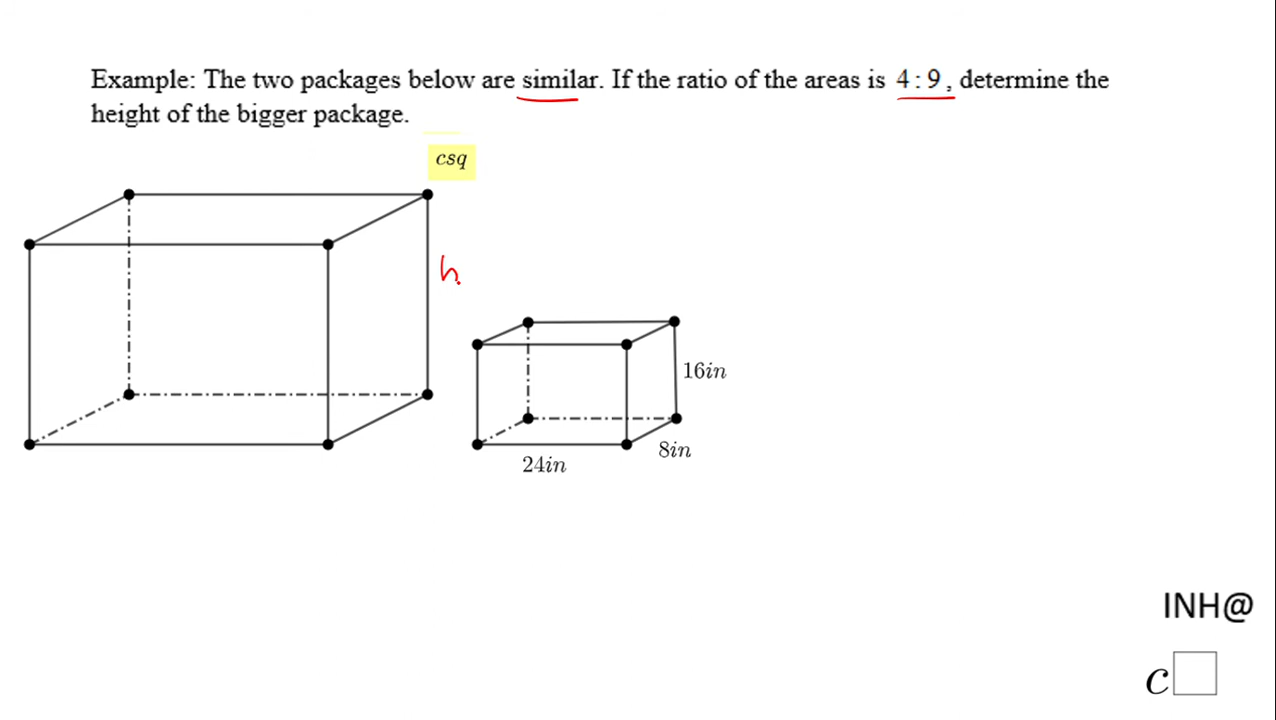 Example: The two packages below are similar. If the ratio of the areas is 4:9, determine the
height of the bigger package.
csq
h
16in
8in
24in
INH@
c